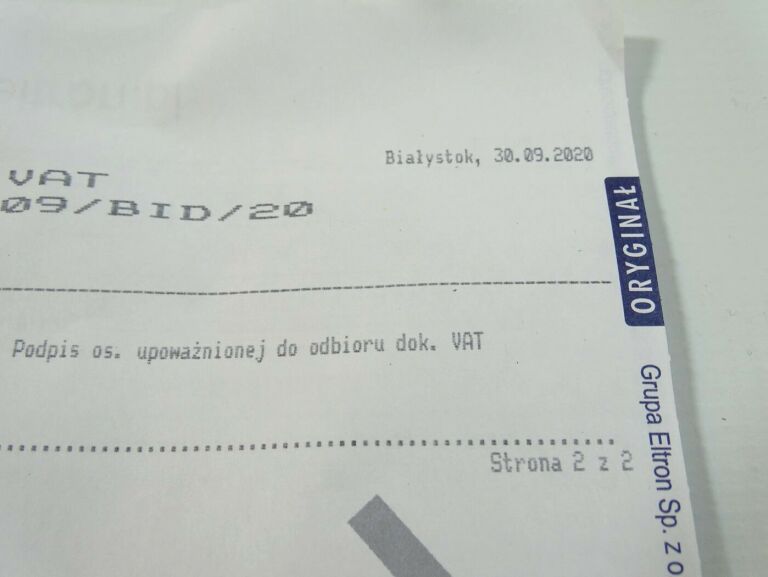 Białystok, 30.09.2020
VAT
09/BID/20
ORYGINAŁ
Podpis os. upoważnionej do odbioru dok. VAT
Strona 2 z 2
Grupa Eltron Sp. z o